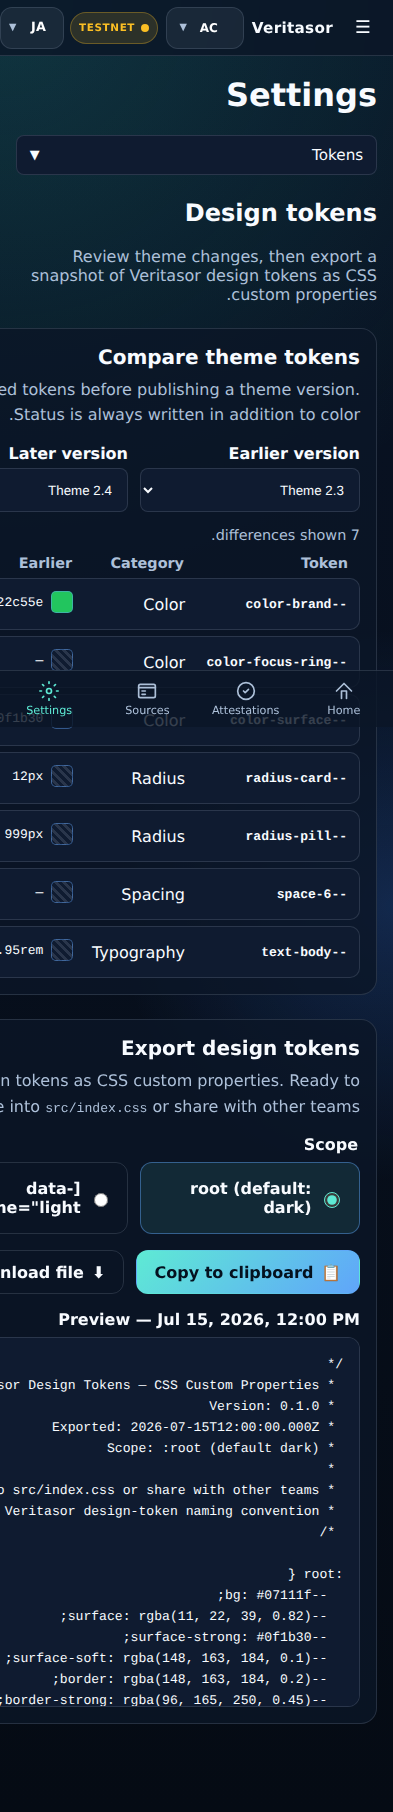 ☰ Veritasor AC ▼ TESTNET JA ▼
Settings
Tokens ▼
Design tokens
Review theme changes, then export a
snapshot of Veritasor design tokens as CSS
.custom properties
Compare theme tokens
ed tokens before publishing a theme version.
.Status is always written in addition to color
Earlier version Later version
Theme 2.3 Theme 2.4
.differences shown 7
Token Category Earlier
color-brand-- Color 22c55e
color-focus-ring-- Color –
color-surface-- Color 0f1b30
Home Attestations Sources Settings
radius-card-- Radius 12px
radius-pill-- Radius 999px
space-6-- Spacing –
text-body-- Typography .95rem
Export design tokens
n tokens as CSS custom properties. Ready to
e into src/index.css or share with other teams
Scope
root (default:
dark)
data-]
me="light
Copy to clipboard 📋
nload file ⬇
Preview — Jul 15, 2026, 12:00 PM
*/
sor Design Tokens — CSS Custom Properties *
Version: 0.1.0 *
Exported: 2026-07-15T12:00:00.000Z *
Scope: :root (default dark) *
*
o src/index.css or share with other teams *
Veritasor design-token naming convention *
/*
} root:
;bg: #07111f--
;surface: rgba(11, 22, 39, 0.82)--
;surface-strong: #0f1b30--
;surface-soft: rgba(148, 163, 184, 0.1)--
;border: rgba(148, 163, 184, 0.2)--
;border-strong: rgba(96, 165, 250, 0.45)--